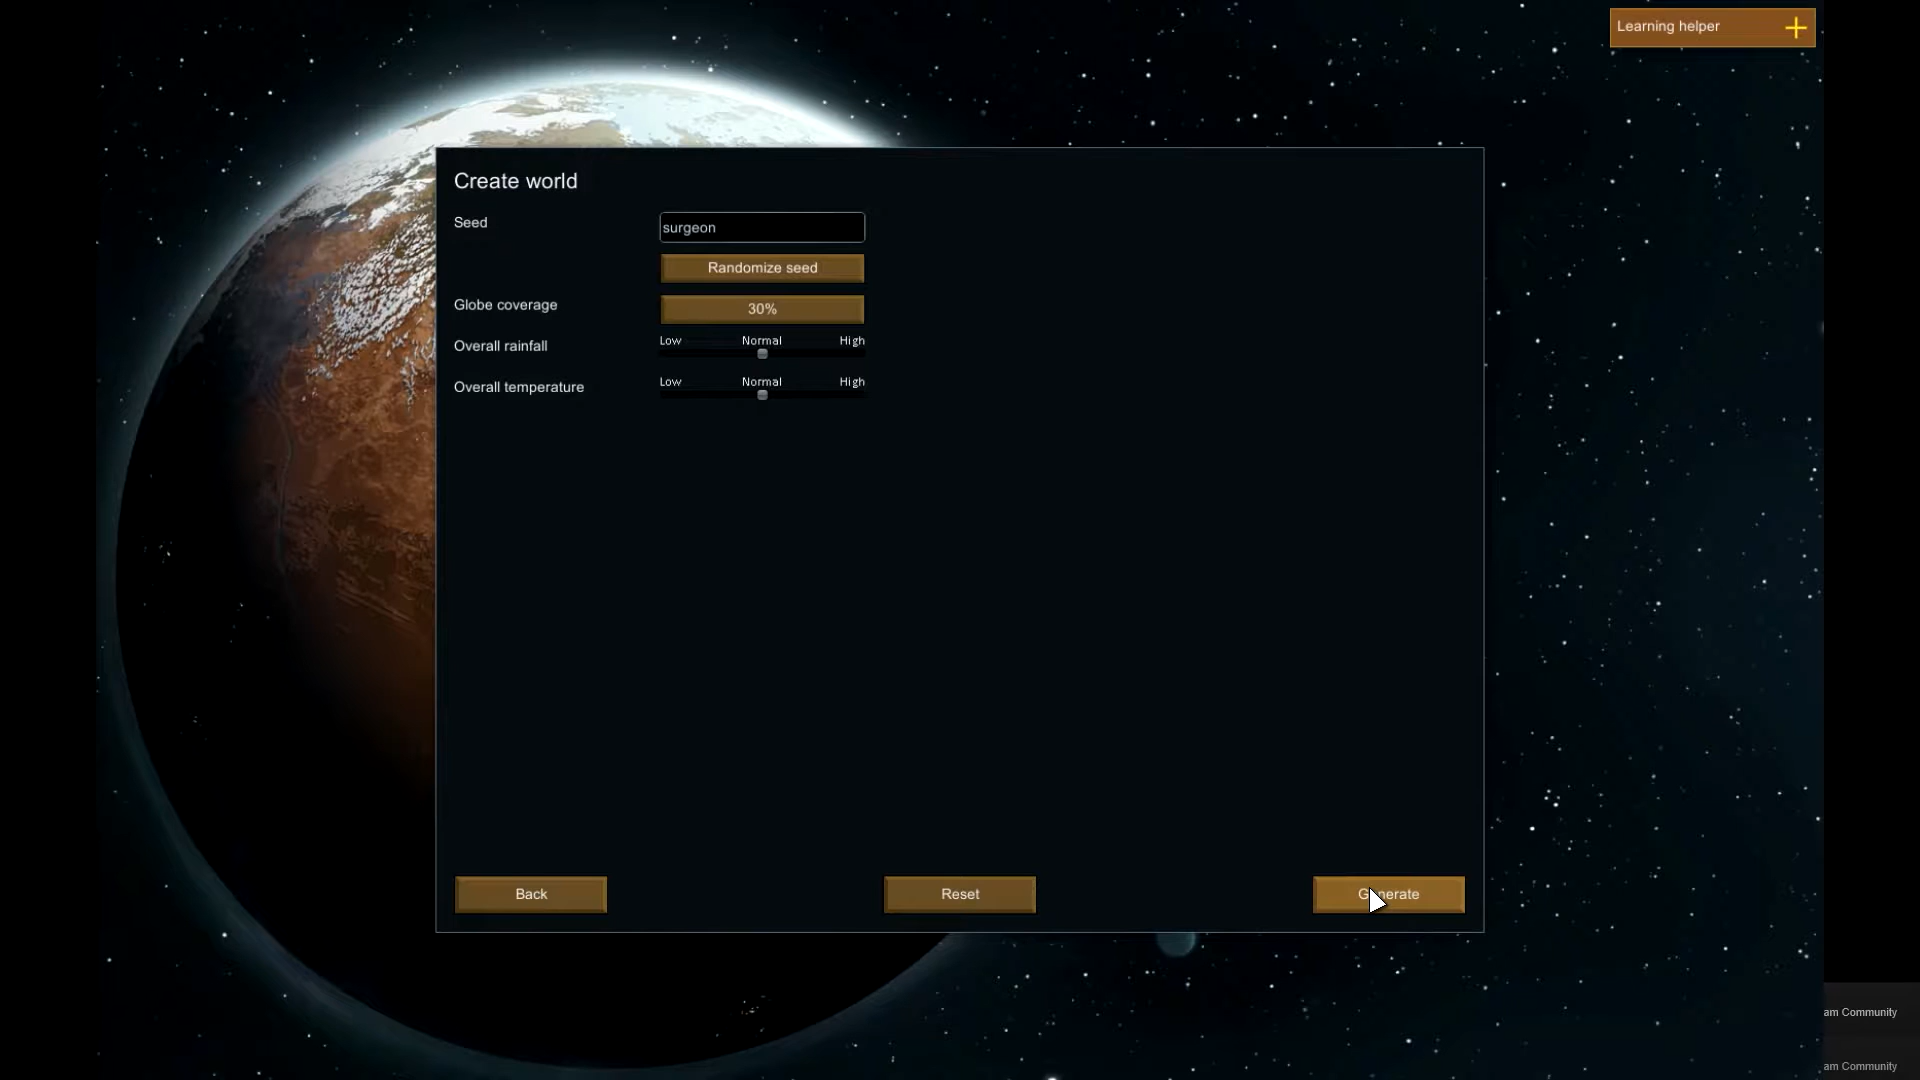 Learning helper
Create world
Seed
surgeon
Randomize seed
Globe coverage
30%
Overall rainfall
Low Normal High
Overall temperature
Low Normal High
Back
Reset
am Community
am Community